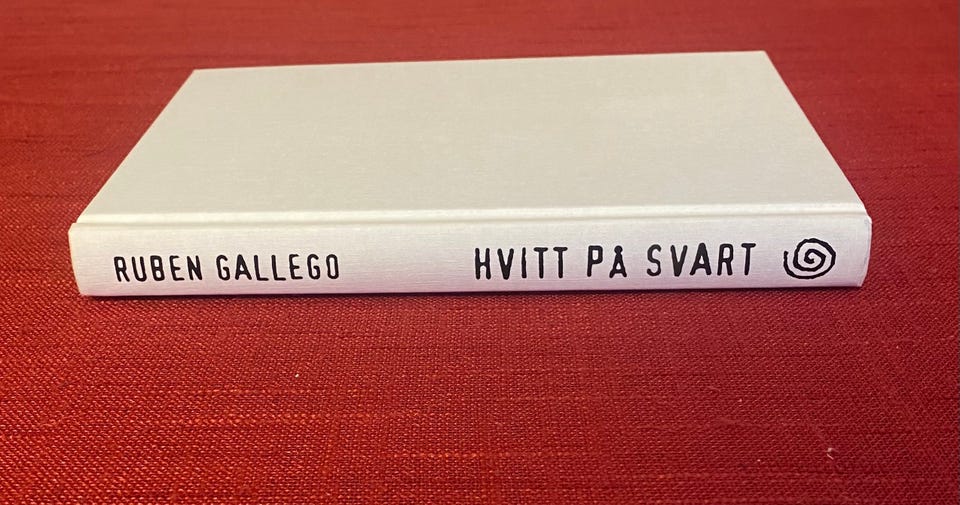 RUBEN GALLEGO
HVITT PÅ SVART